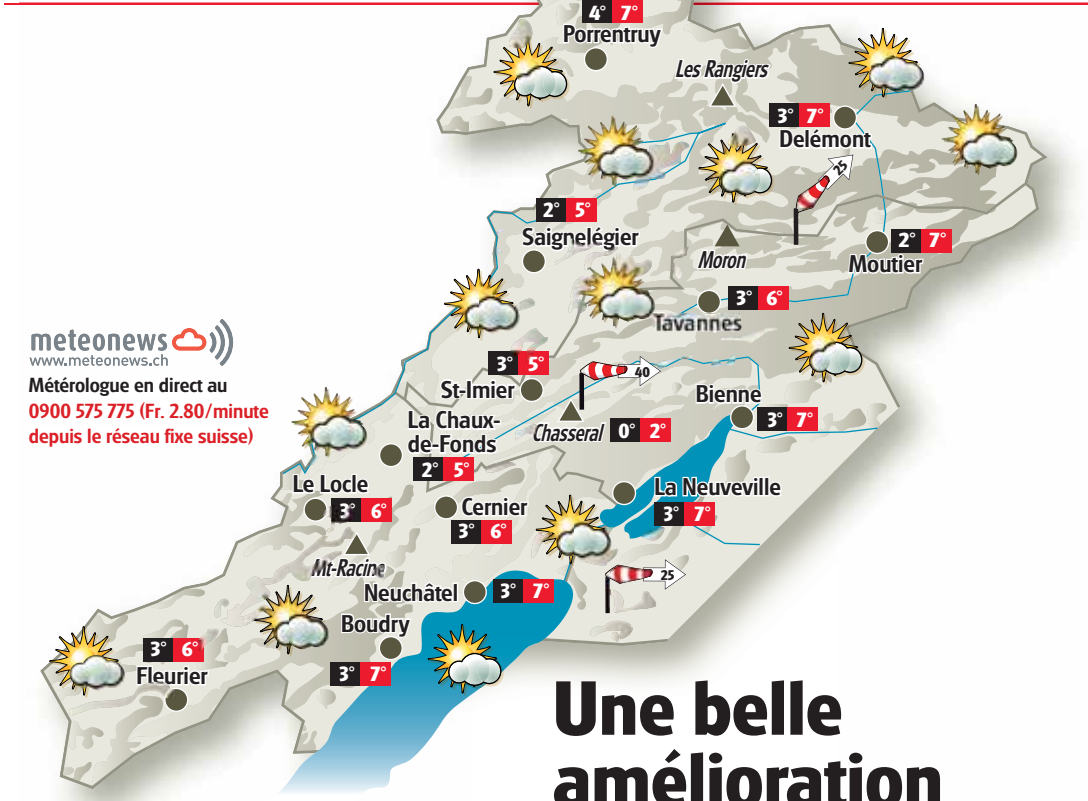 4° 7°
Porrentruy
Les Rangiers
3° 7°
Delémont
25
2° 5°
Saignelégier
Moron
2° 7°
Moutier
3° 6°
Tavannes
meteonews
www.meteonews.ch
Métérologue en direct au
0900 575 775 (Fr. 2.80/minute
depuis le réseau fixe suisse)
3° 5°
St-Imier
40
Bienne
3° 7°
Chasseral 0° 2°
La Chaux-
de-Fonds
2° 5°
Le Locle
3° 6°
Cernier
3° 6°
La Neuveville
3° 7°
Mt-Racine
25
Neuchâtel 3° 7°
Boudry
3° 7°
3° 6°
Fleurier
Une belle
amélioration